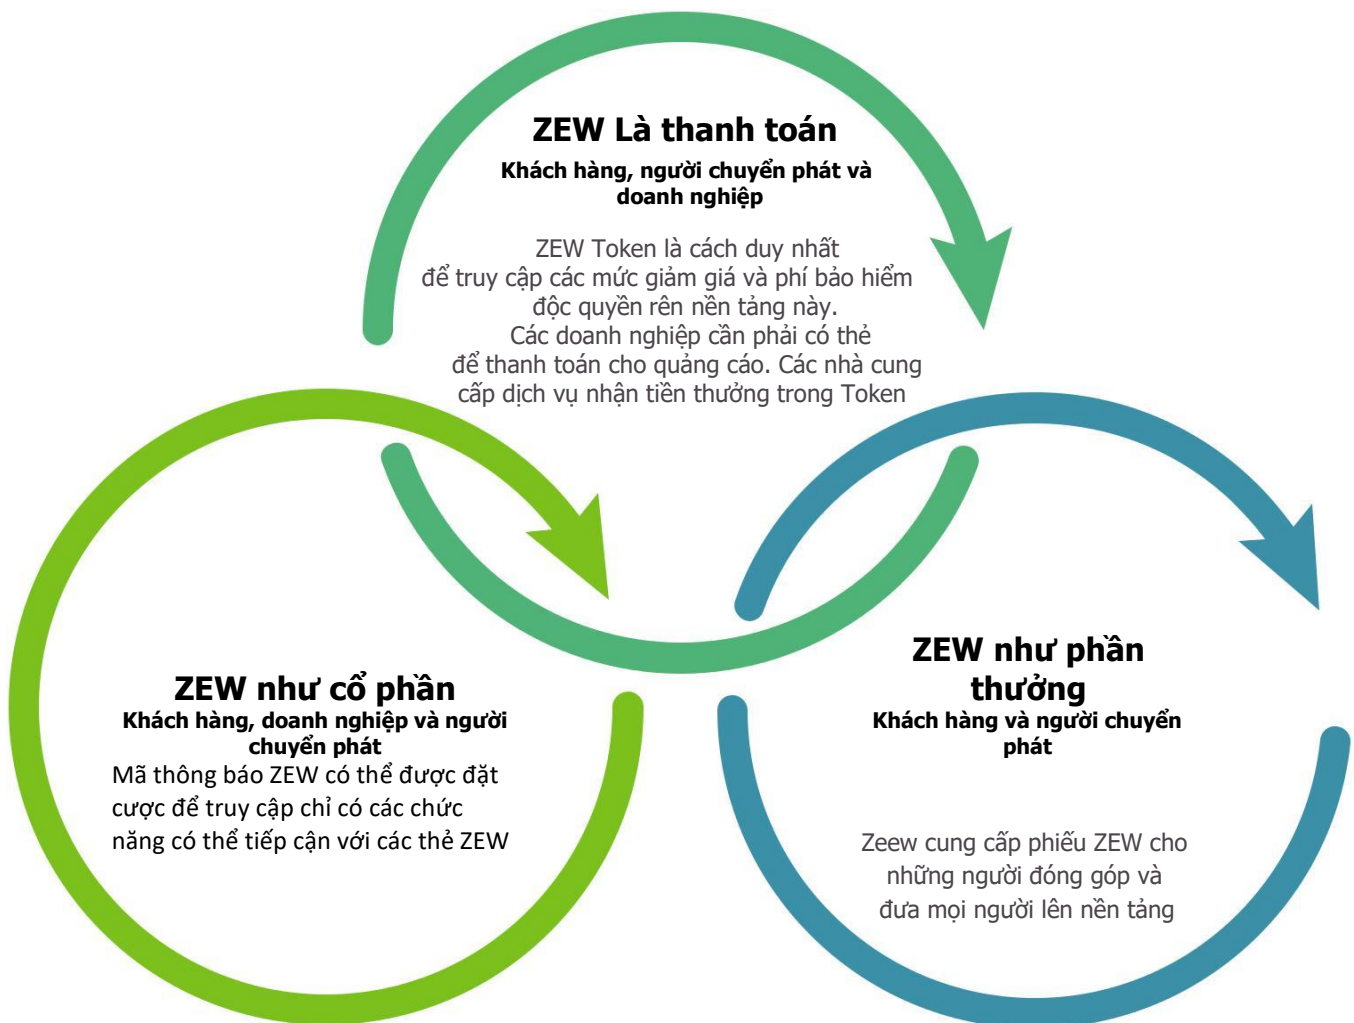 ZEW Là thanh toán
Khách hàng, người chuyển phát và
doanh nghiệp
ZEW Token là cách duy nhất
để truy cập các mức giảm giá và phí bảo hiểm
độc quyền rên nền tảng này.
Các doanh nghiệp cần phải có thẻ
để thanh toán cho quảng cáo. Các nhà cung
cấp dịch vụ nhận tiền thưởng trong Token
ZEW như cổ phần
Khách hàng, doanh nghiệp và người
chuyển phát
Mã thông báo ZEW có thể được đặt
cược để truy cập chỉ có các chức
năng có thể tiếp cận với các thẻ ZEW
ZEW như phần
thưởng
Khách hàng và người chuyển
phát
Zeew cung cấp phiếu ZEW cho
những người đóng góp và
đưa mọi người lên nền tảng